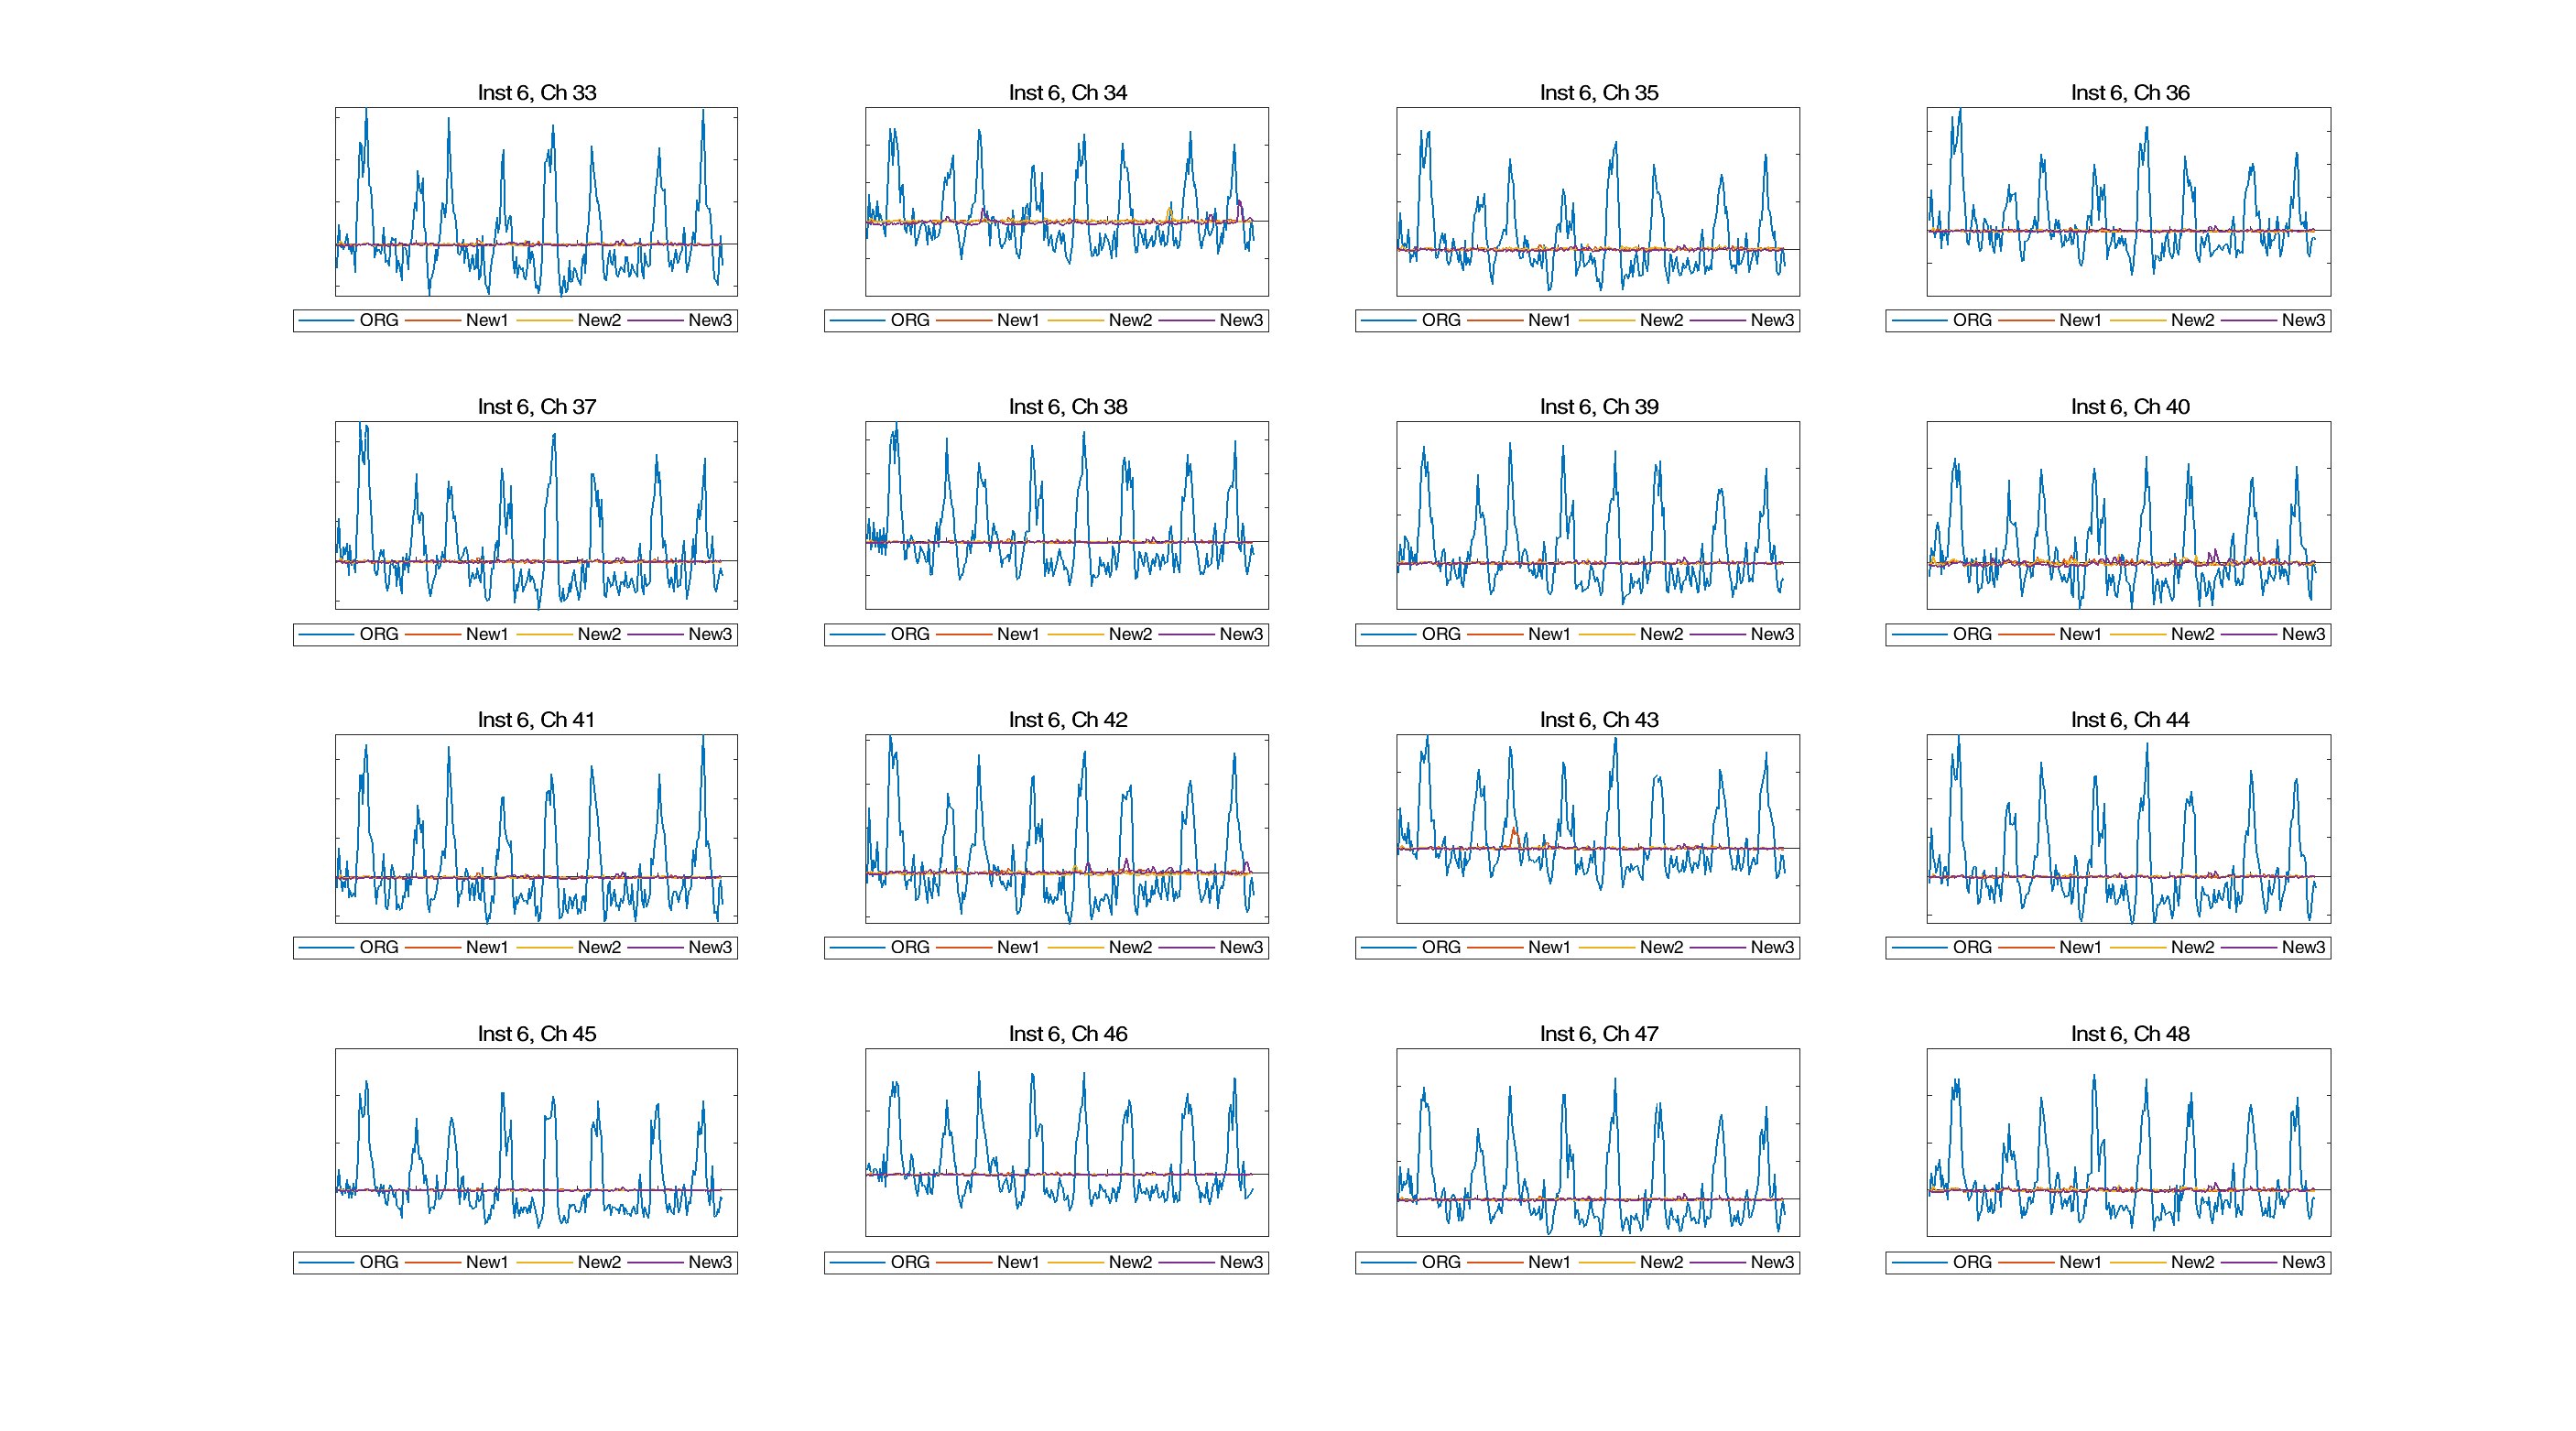 Inst 6, Ch 33
Inst 6, Ch 34
Inst 6, Ch 35
Inst 6, Ch 36
ORG New1 New2 New3
ORG New1 New2 New3
ORG New1 New2 New3
ORG New1 New2 New3
Inst 6, Ch 37
Inst 6, Ch 38
Inst 6, Ch 39
Inst 6, Ch 40
ORG New1 New2 New3
ORG New1 New2 New3
ORG New1 New2 New3
ORG New1 New2 New3
Inst 6, Ch 41
Inst 6, Ch 42
Inst 6, Ch 43
Inst 6, Ch 44
ORG New1 New2 New3
ORG New1 New2 New3
ORG New1 New2 New3
ORG New1 New2 New3
Inst 6, Ch 45
Inst 6, Ch 46
Inst 6, Ch 47
Inst 6, Ch 48
ORG New1 New2 New3
ORG New1 New2 New3
ORG New1 New2 New3
ORG New1 New2 New3